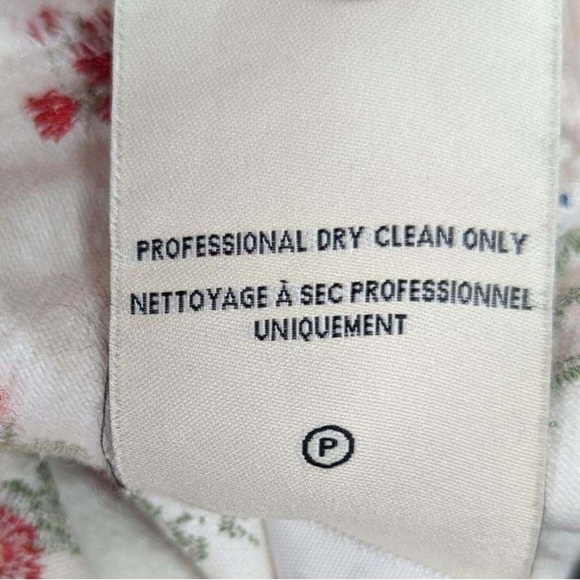 PROFESSIONAL DRY CLEAN ONLY
NETTOYAGE À SEC PROFESSIONNEL
UNIQUEMENT
P